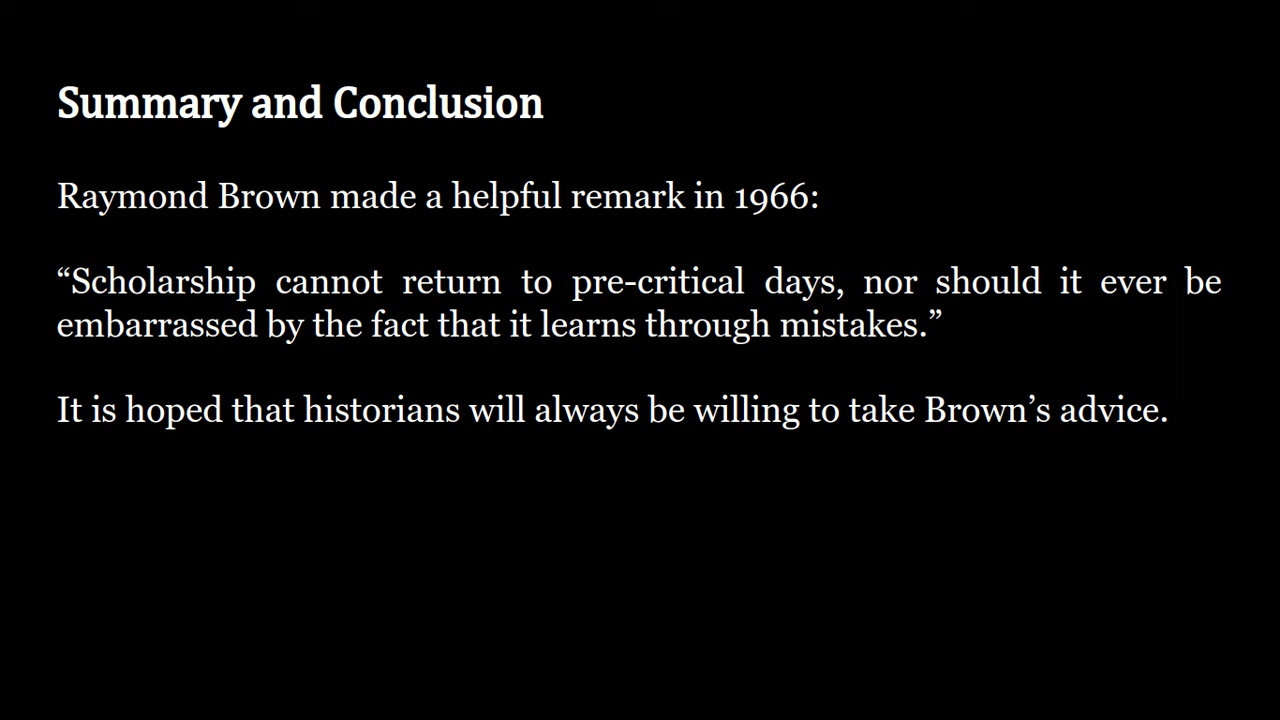 Summary and Conclusion
Raymond Brown made a helpful remark in 1966:
“Scholarship cannot return to pre-critical days, nor should it ever be
embarrassed by the fact that it learns through mistakes.”
It is hoped that historians will always be willing to take Brown’s advice.